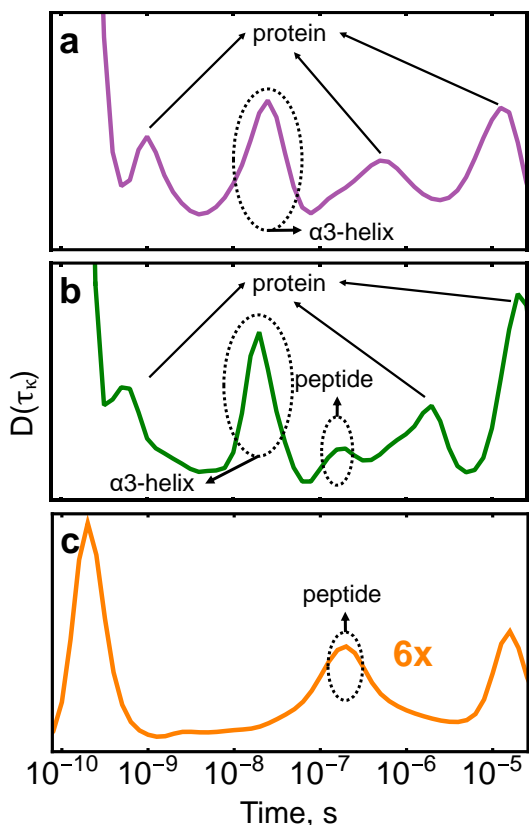 a
protein
α3-helix
b
protein
peptide
α3-helix
D(τκ)
c
peptide
6x
10⁻¹⁰ 10⁻⁹ 10⁻⁸ 10⁻⁷ 10⁻⁶ 10⁻⁵
Time, s